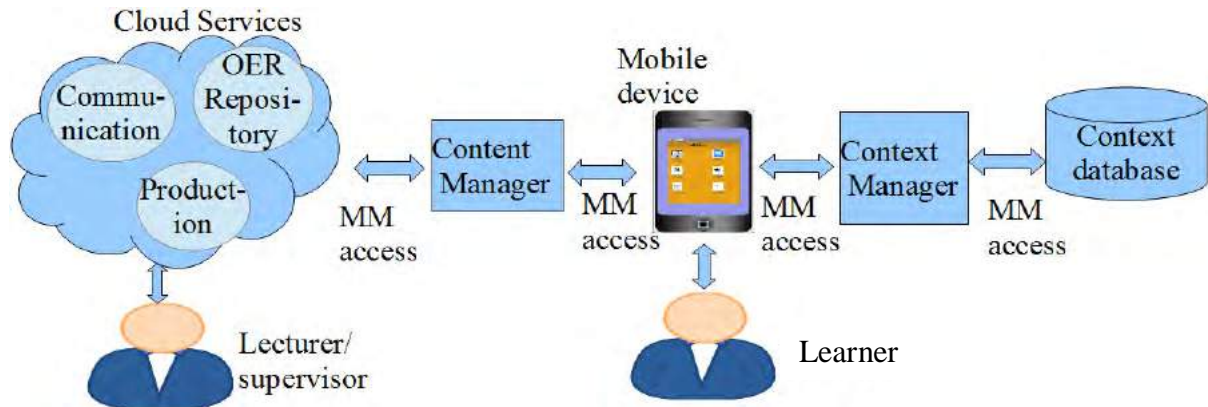 Cloud Services
Commu-
nication
OER
Reposi-
tory
Product-
ion
MM
access
Content
Manager
MM
access
Mobile
device
MM
access
Context
Manager
MM
access
Context
database
Lecturer/
supervisor
Learner